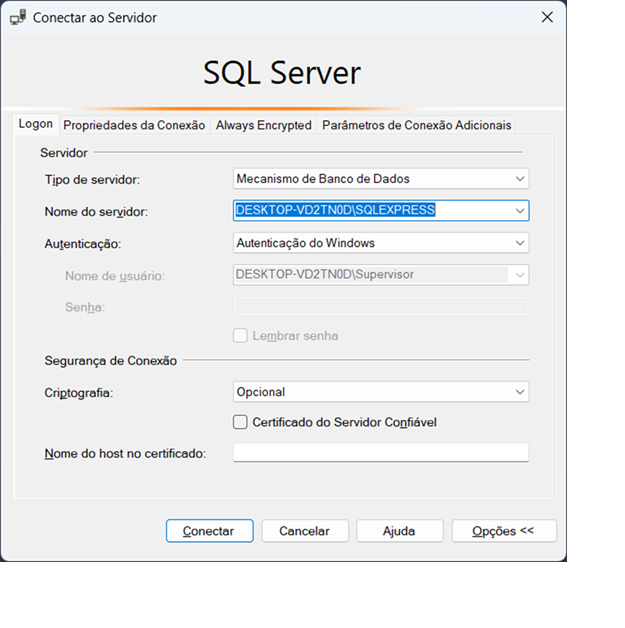 Conectar ao Servidor
SQL Server
Logon Propriedades da Conexão Always Encrypted Parâmetros de Conexão Adicionais
Servidor
Tipo de servidor: Mecanismo de Banco de Dados
Nome do servidor: DESKTOP-VD2TN0D\SQLEXPRESS
Autenticação: Autenticação do Windows
Nome de usuário: DESKTOP-VD2TN0D\Supervisor
Senha:
Lembrar senha
Segurança de Conexão
Criptografia: Opcional
Certificado do Servidor Confiável
Nome do host no certificado:
Conectar Cancelar Ajuda Opções <<